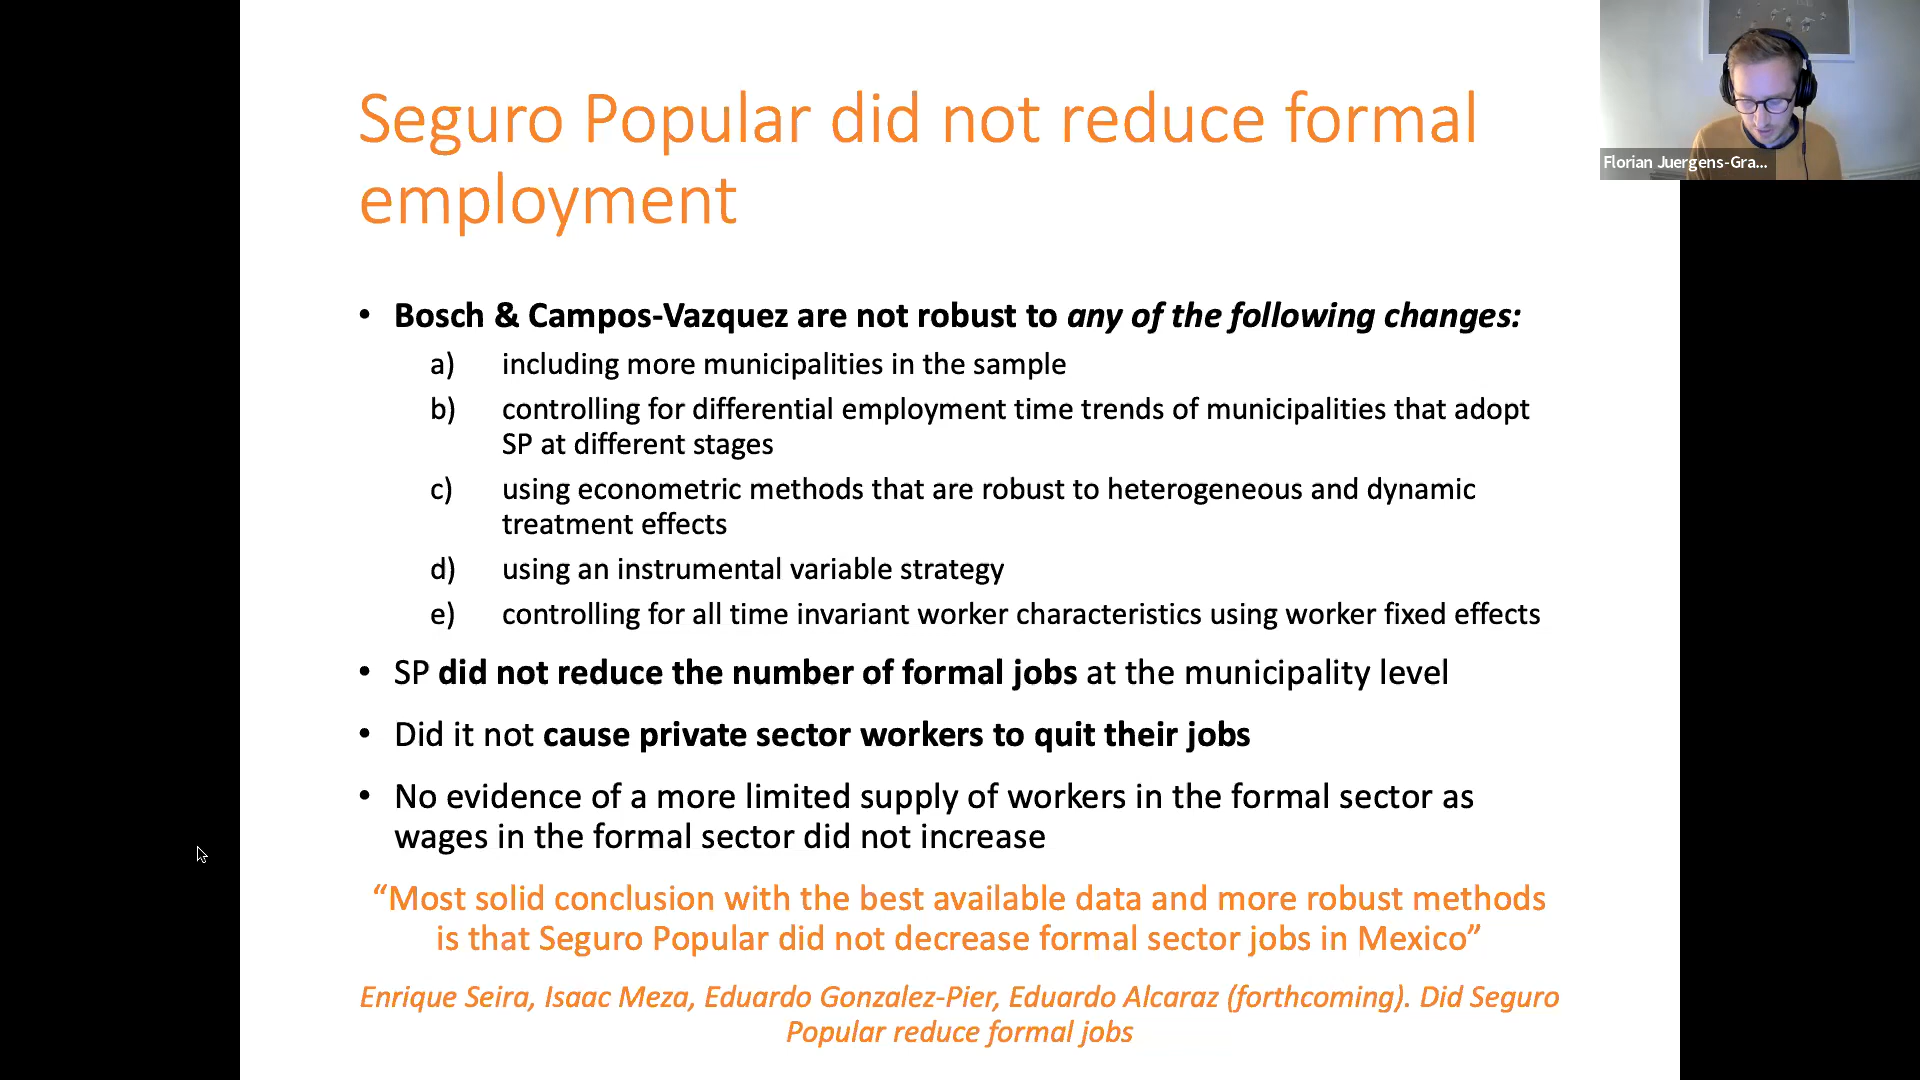 Seguro Popular did not reduce formal
employment
• Bosch & Campos-Vazquez are not robust to any of the following changes:
a) including more municipalities in the sample
b) controlling for differential employment time trends of municipalities that adopt
SP at different stages
c) using econometric methods that are robust to heterogeneous and dynamic
treatment effects
d) using an instrumental variable strategy
e) controlling for all time invariant worker characteristics using worker fixed effects
• SP did not reduce the number of formal jobs at the municipality level
• Did it not cause private sector workers to quit their jobs
• No evidence of a more limited supply of workers in the formal sector as
wages in the formal sector did not increase
“Most solid conclusion with the best available data and more robust methods
is that Seguro Popular did not decrease formal sector jobs in Mexico”
Enrique Seira, Isaac Meza, Eduardo Gonzalez-Pier, Eduardo Alcaraz (forthcoming). Did Seguro
Popular reduce formal jobs
Florian Juergens-Gra...